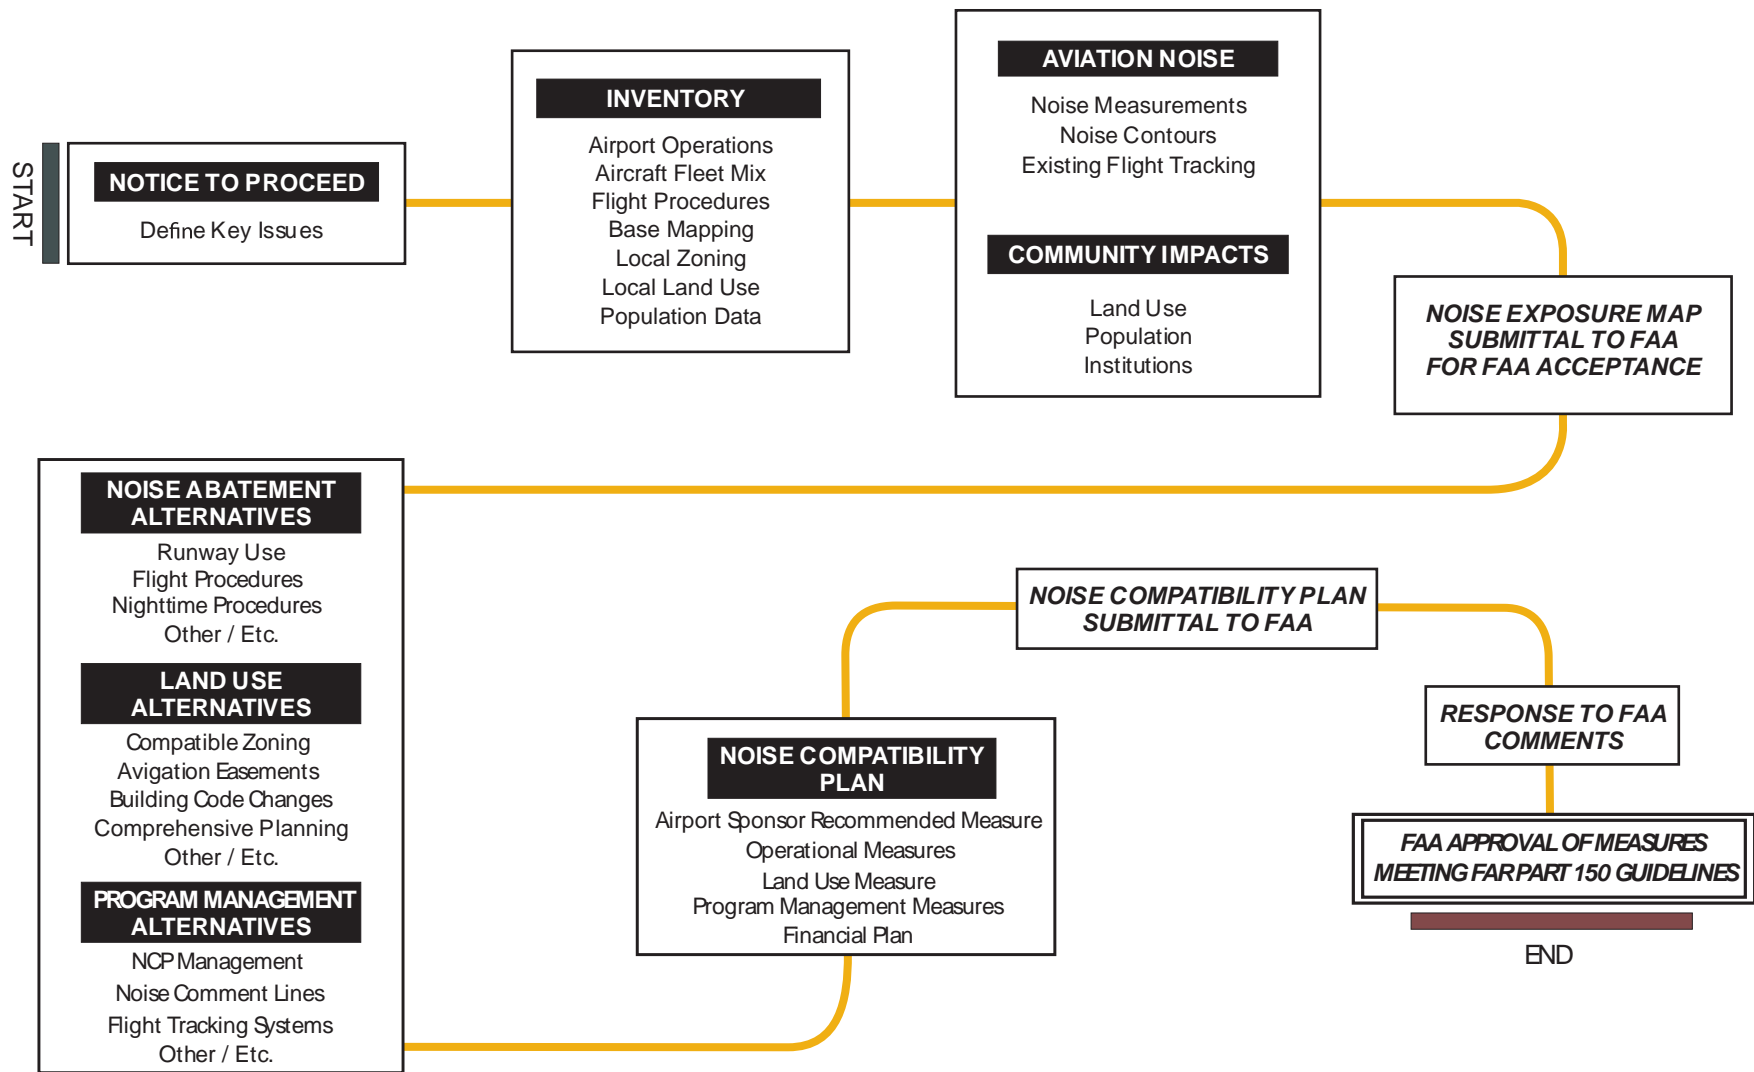 START
NOTICE TO PROCEED
Define Key Issues
INVENTORY
Airport Operations
Aircraft Fleet Mix
Flight Procedures
Base Mapping
Local Zoning
Local Land Use
Population Data
AVIATION NOISE
Noise Measurements
Noise Contours
Existing Flight Tracking
COMMUNITY IMPACTS
Land Use
Population
Institutions
NOISE EXPOSURE MAP
SUBMITTAL TO FAA
FOR FAA ACCEPTANCE
NOISE ABATEMENT
ALTERNATIVES
Runway Use
Flight Procedures
Nighttime Procedures
Other / Etc.
LAND USE
ALTERNATIVES
Compatible Zoning
Avigation Easements
Building Code Changes
Comprehensive Planning
Other / Etc.
PROGRAM MANAGEMENT
ALTERNATIVES
NCP Management
Noise Comment Lines
Flight Tracking Systems
Other / Etc.
NOISE COMPATIBILITY
PLAN
Airport Sponsor Recommended Measure
Operational Measures
Land Use Measure
Program Management Measures
Financial Plan
NOISE COMPATIBILITY PLAN
SUBMITTAL TO FAA
RESPONSE TO FAA
COMMENTS
FAA APPROVAL OF MEASURES
MEETING FAR PART 150 GUIDELINES
END